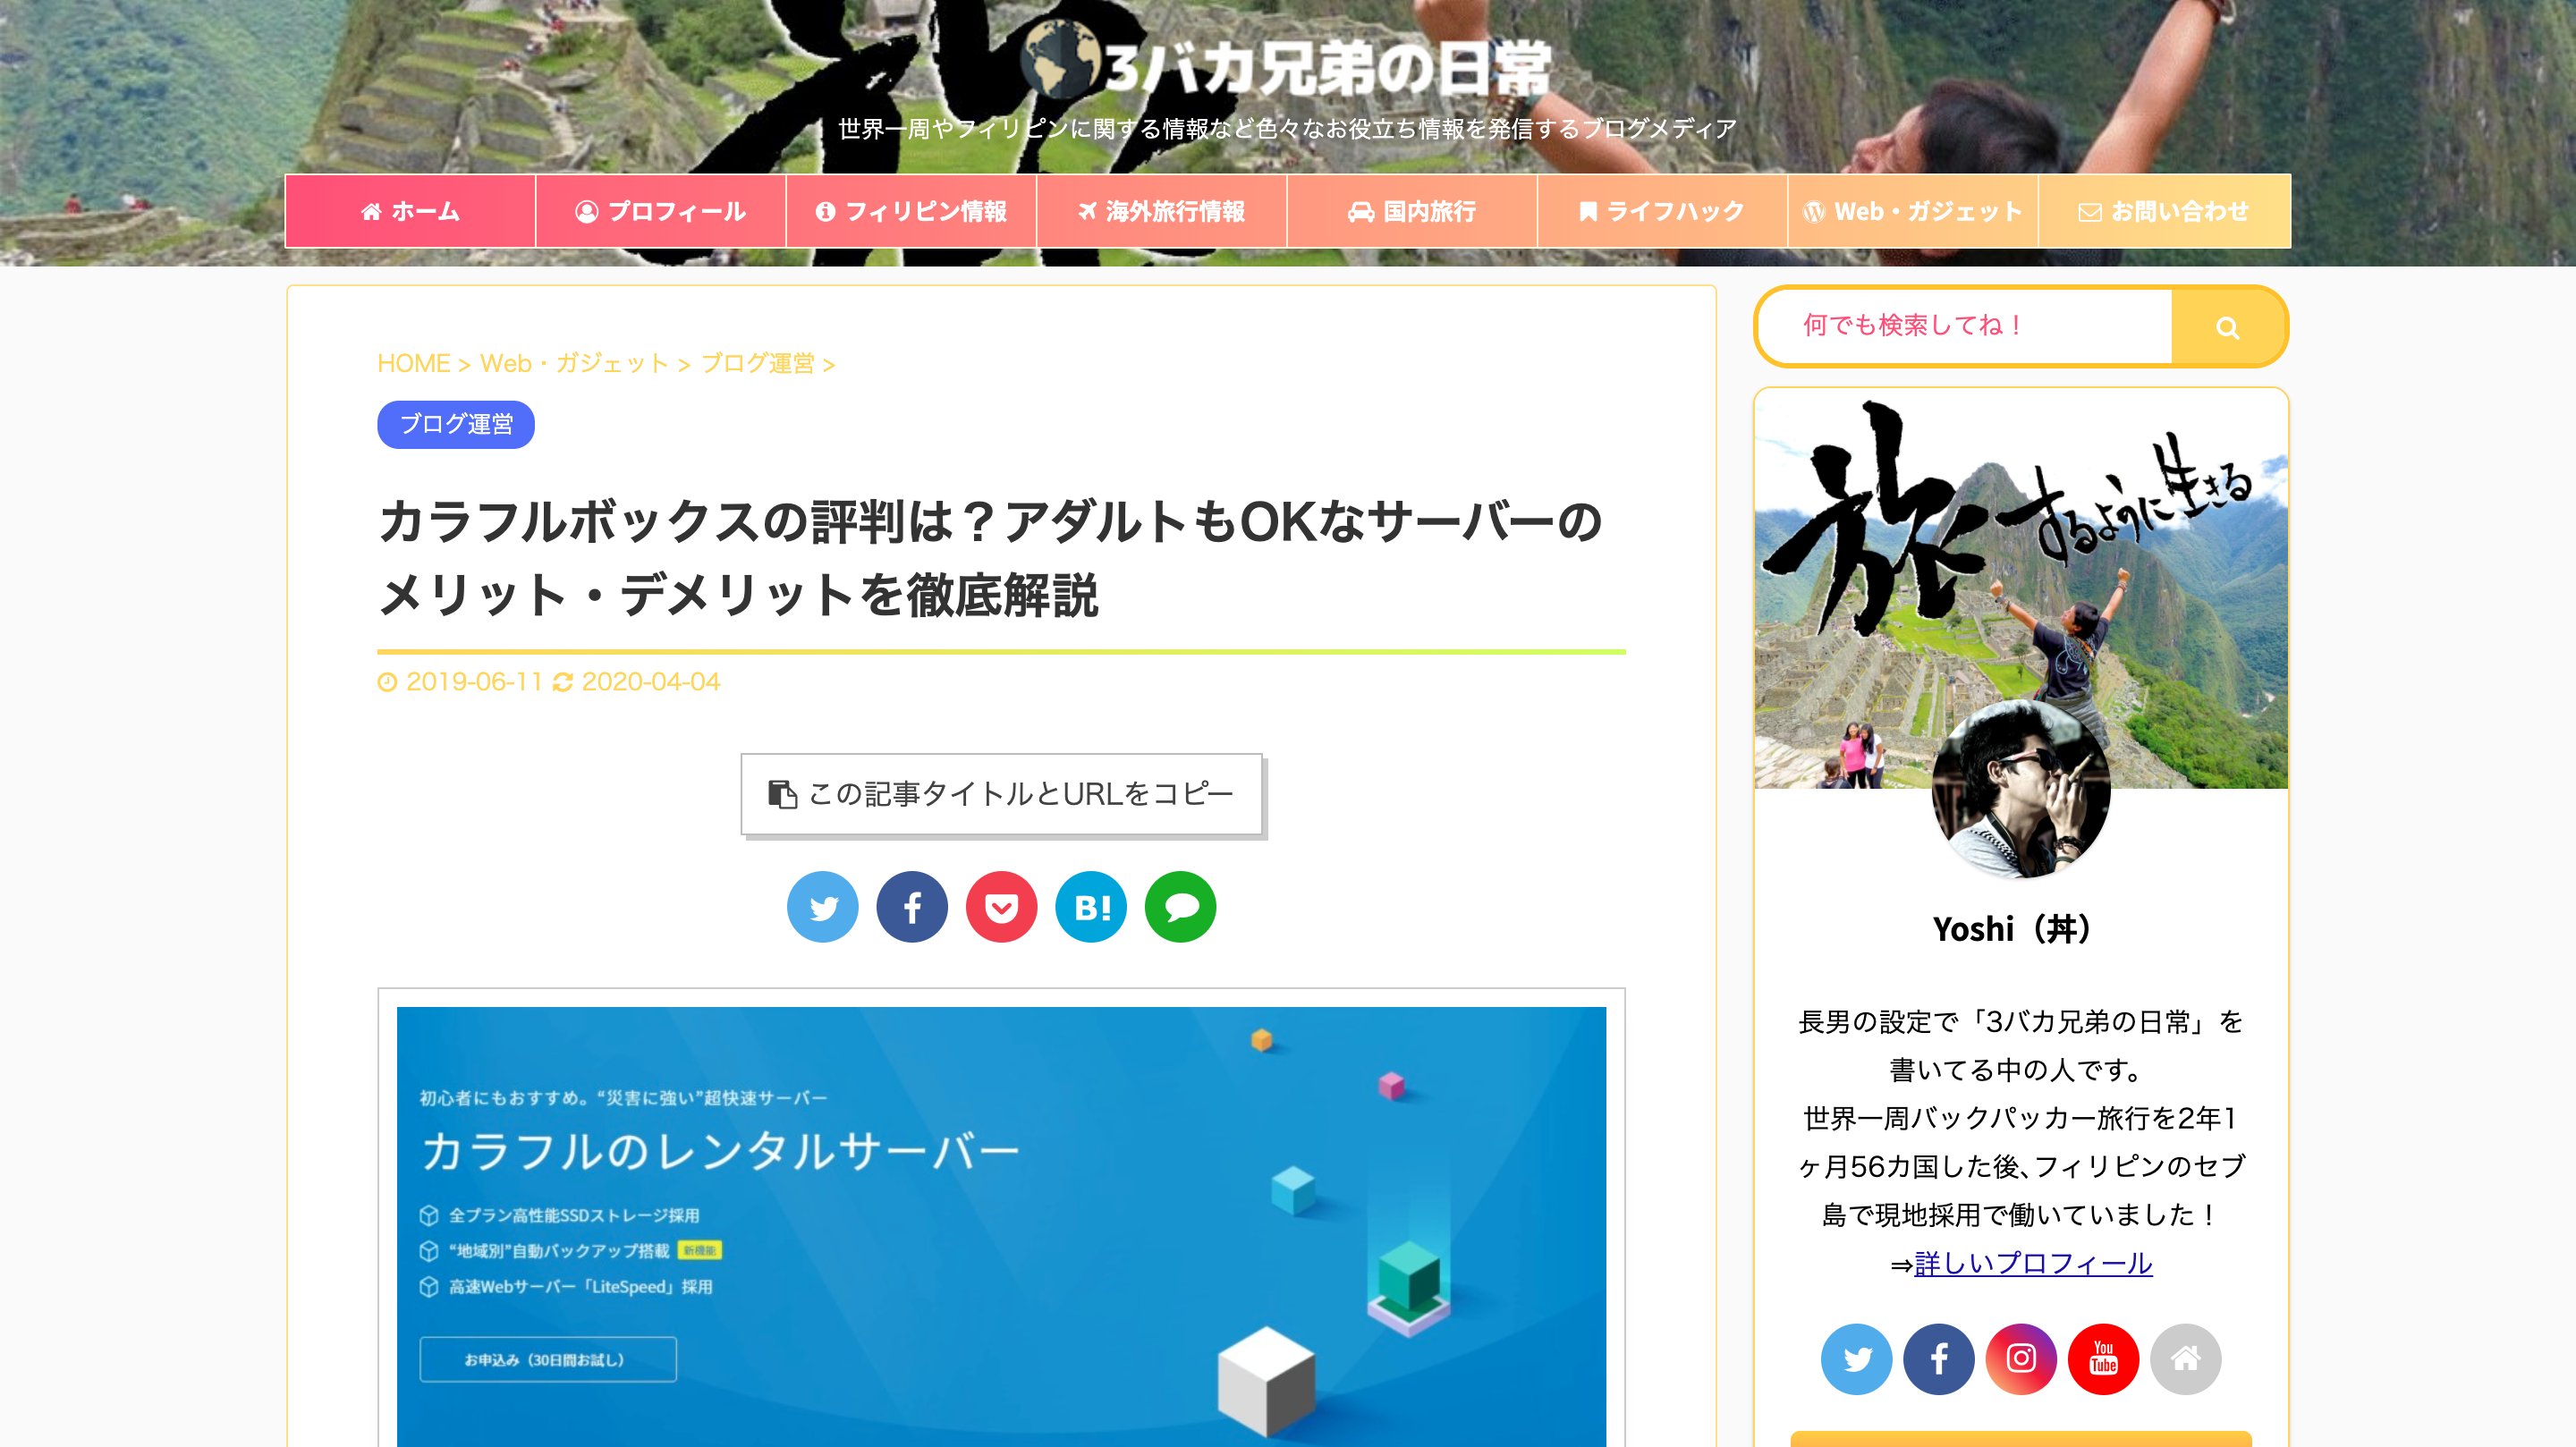 3バカ兄弟の日常
世界一周やフィリピンに関する情報など色々なお役立ち情報を発信するブログメディア
ホーム
プロフィール
フィリピン情報
海外旅行情報
国内旅行
ライフハック
Web・ガジェット
お問い合わせ
HOME > Web・ガジェット > ブログ運営 >
ブログ運営
カラフルボックスの評判は？アダルトもOKなサーバーの
メリット・デメリットを徹底解説
2019-06-11 2020-04-04
この記事タイトルとURLをコピー
B!
初心者にもおすすめ。“災害に強い”超快速サーバー
カラフルのレンタルサーバー
全プラン高性能SSDストレージ採用
“地域別”自動バックアップ搭載 新機能
高速Webサーバー「LiteSpeed」採用
お申込み（30日間お試し）
何でも検索してね！
旅するように生きる
Yoshi（丼）
長男の設定で「3バカ兄弟の日常」を
書いてる中の人です。
世界一周バックパッカー旅行を2年1
ヶ月56カ国した後､フィリピンのセブ
島で現地採用で働いていました！
⇒詳しいプロフィール
You
Tube